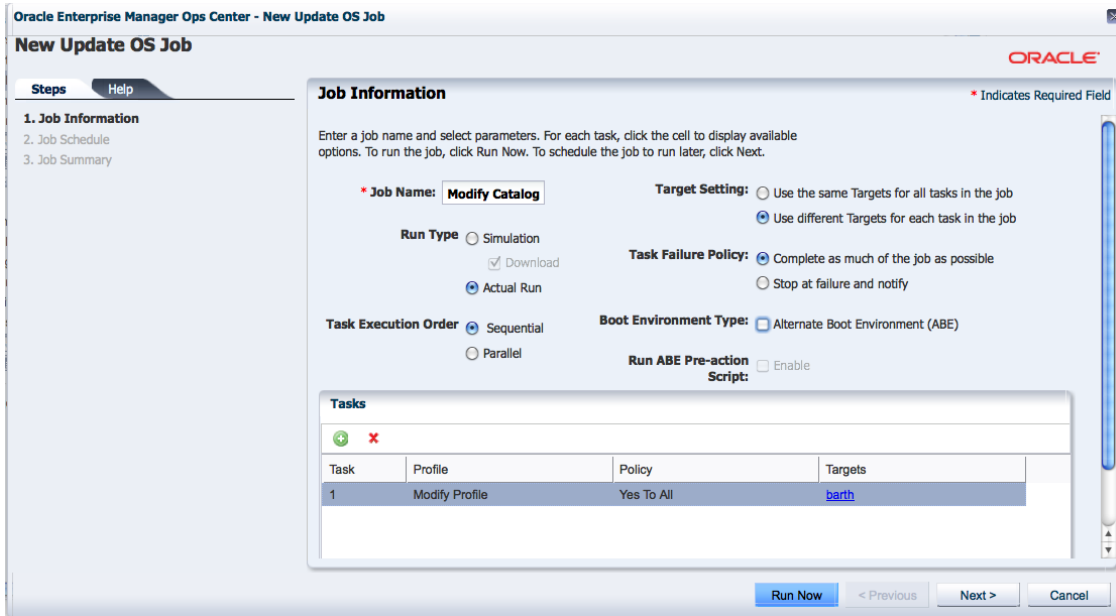 Oracle Enterprise Manager Ops Center - New Update OS Job
New Update OS Job
ORACLE
Steps
Help
1. Job Information
2. Job Schedule
3. Job Summary
Job Information
* Indicates Required Field
Enter a job name and select parameters. For each task, click the cell to display available
options. To run the job, click Run Now. To schedule the job to run later, click Next.
* Job Name: Modify Catalog
Run Type Simulation
Download
Actual Run
Task Execution Order Sequential
Parallel
Target Setting: Use the same Targets for all tasks in the job
Use different Targets for each task in the job
Task Failure Policy: Complete as much of the job as possible
Stop at failure and notify
Boot Environment Type: Alternate Boot Environment (ABE)
Run ABE Pre-action Enable
Script:
Tasks
Task Profile Policy Targets
1 Modify Profile Yes To All barth
Run Now < Previous Next > Cancel